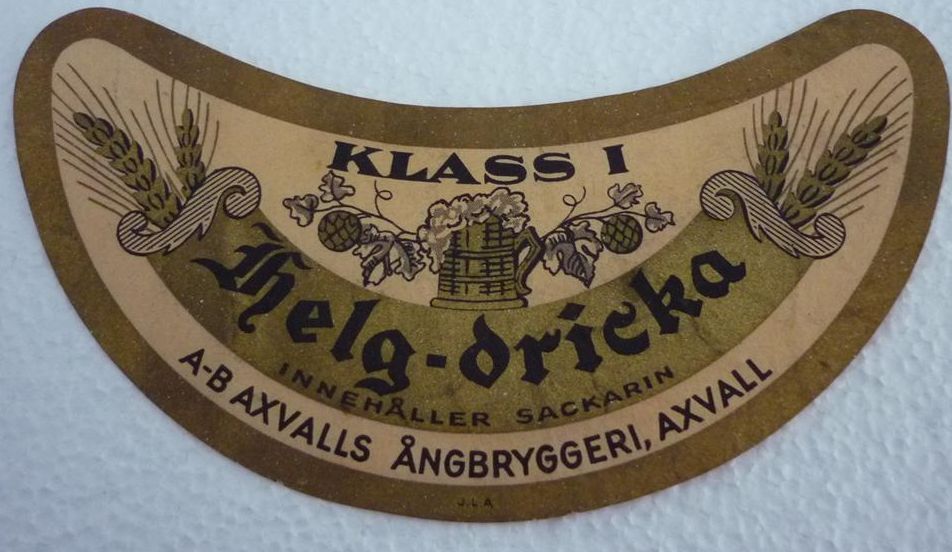 KLASS I
Helg-dricka
INNEHÅLLER SACKARIN
A-B AXVALLS ÅNGBRYGGERI, AXVALL
J.L.A.